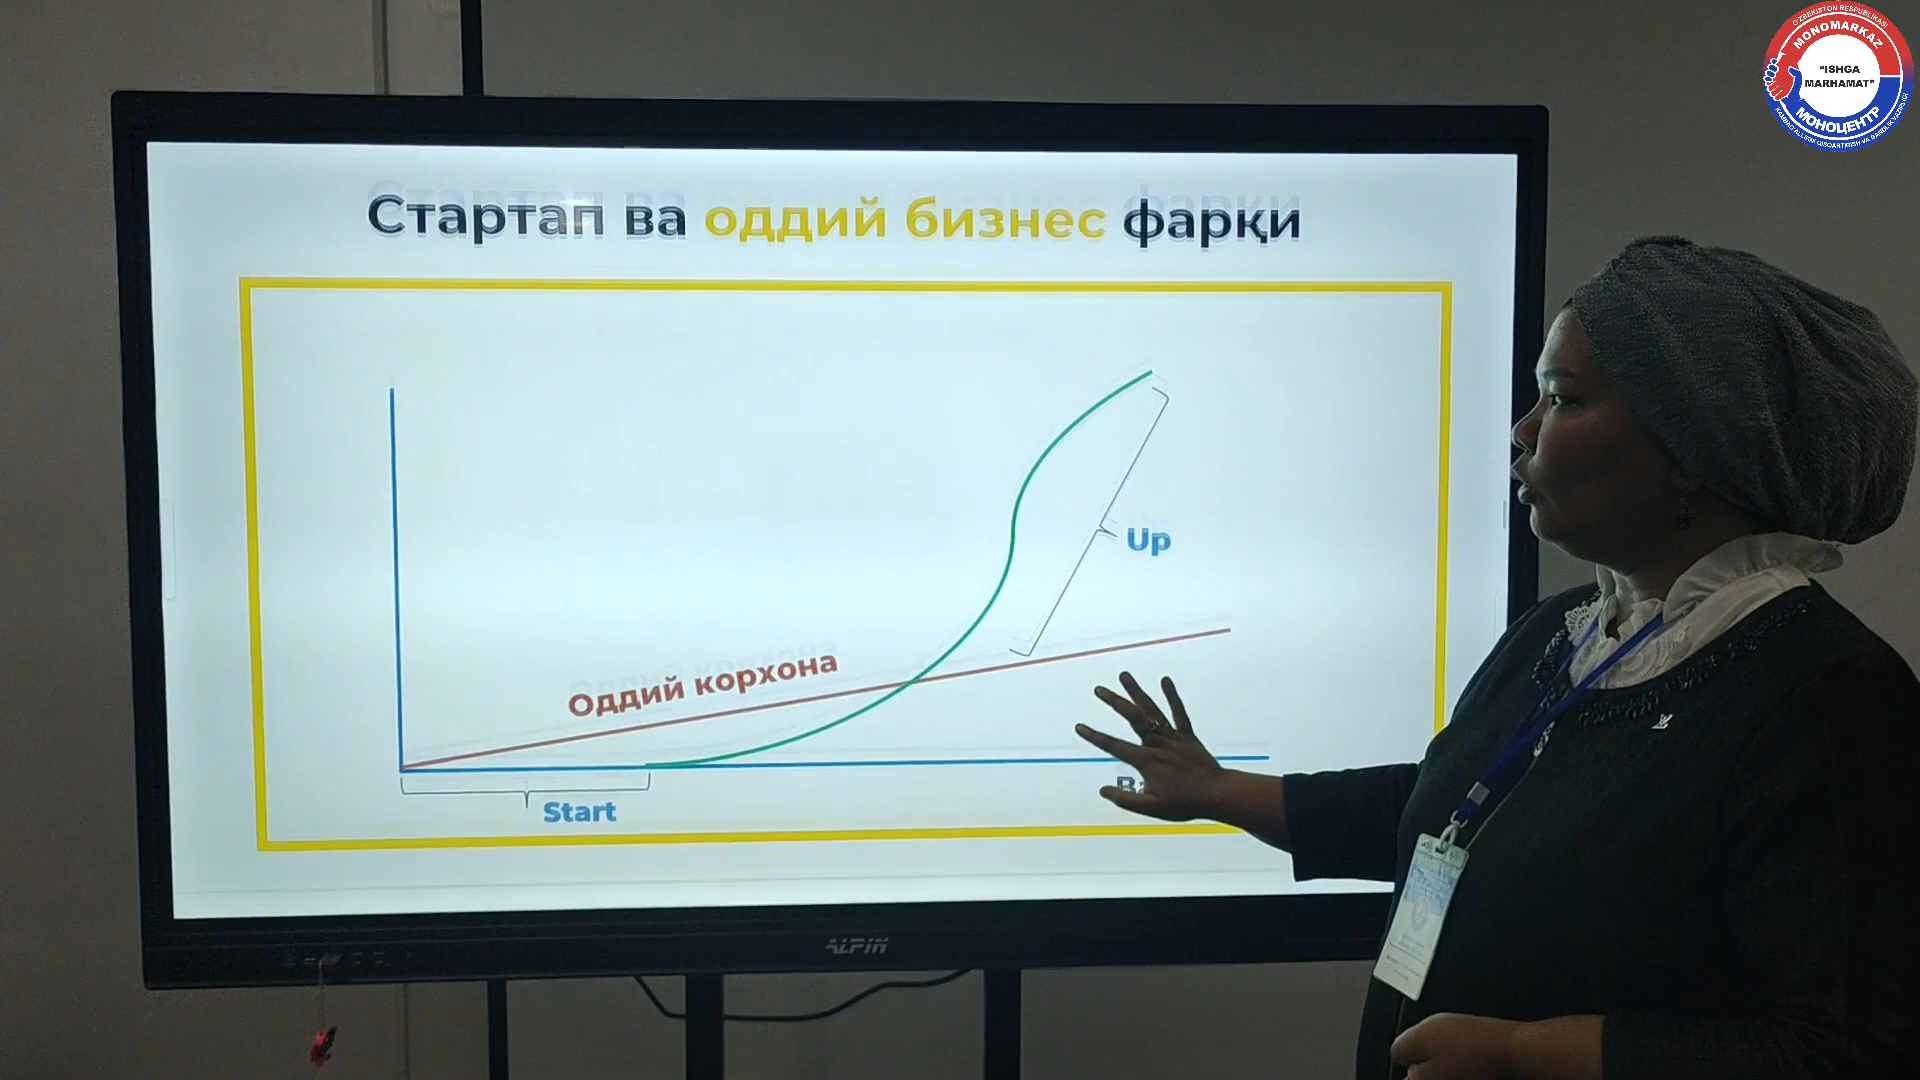 O'ZBEKISTON RESPUBLIKASI
MONOMARKAZ
"ISHGA
MARHAMAT"
МОНОЦЕНТР
Стартап ва оддий бизнес фарқи
Up
Оддий корхона
Start
ALPIN